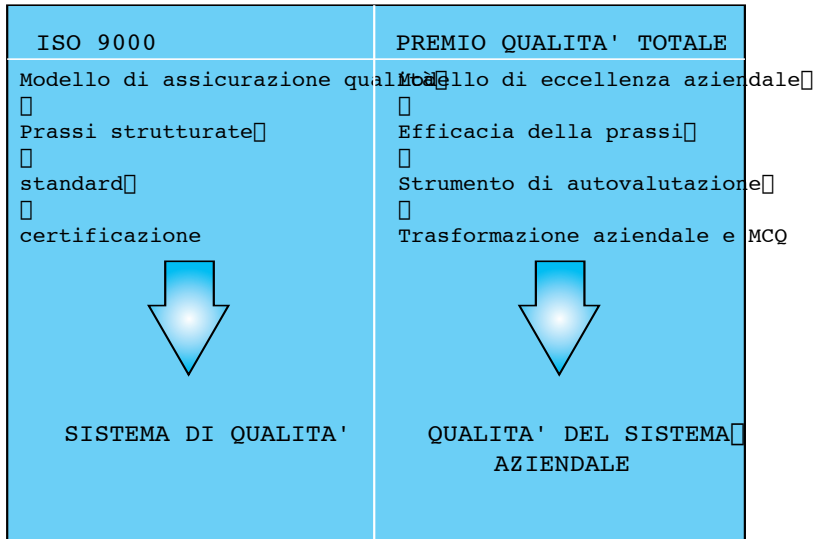 ISO 9000
Modello di assicurazione qualità
Prassi strutturate
standard
certificazione
SISTEMA DI QUALITA'
PREMIO QUALITA' TOTALE
Modello di eccellenza aziendale
Efficacia della prassi
Strumento di autovalutazione
Trasformazione aziendale e MCQ
QUALITA' DEL SISTEMA
AZIENDALE